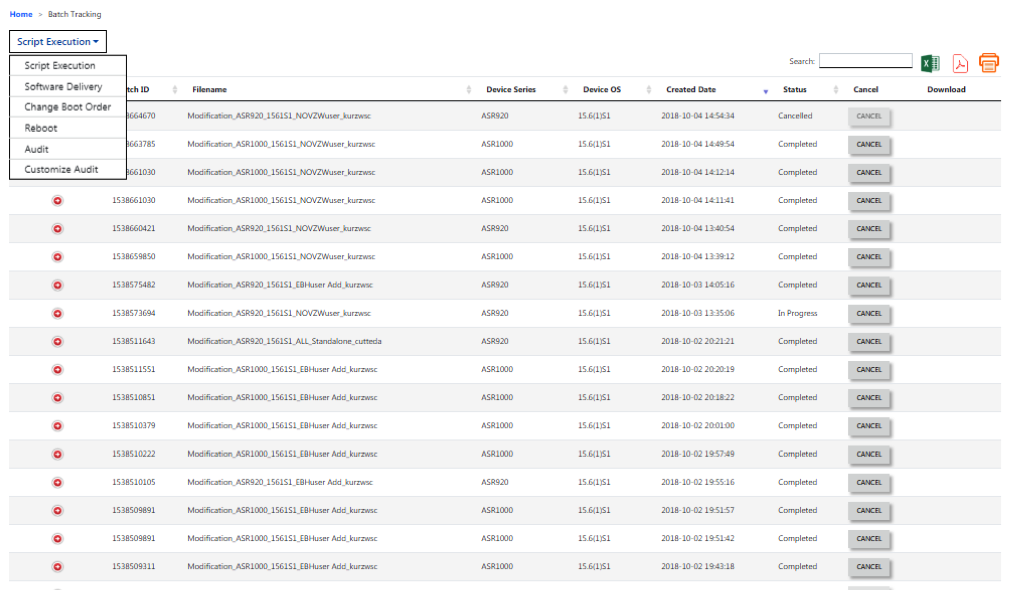 Home > Batch Tracking
Script Execution
Search:
Script Execution
Software Delivery
Change Boot Order
Reboot
Audit
Customize Audit
tch ID Filename Device Series Device OS Created Date Status Cancel Download
664670 Modification_ASR920_1561S1_NOVZWuser_kurzwsc ASR920 15.6(1)S1 2018-10-04 14:54:34 Cancelled CANCEL
663785 Modification_ASR1000_1561S1_NOVZWuser_kurzwsc ASR1000 15.6(1)S1 2018-10-04 14:49:54 Completed CANCEL
661030 Modification_ASR1000_1561S1_NOVZWuser_kurzwsc ASR1000 15.6(1)S1 2018-10-04 14:12:14 Completed CANCEL
1538661030 Modification_ASR1000_1561S1_NOVZWuser_kurzwsc ASR1000 15.6(1)S1 2018-10-04 14:11:41 Completed CANCEL
1538660421 Modification_ASR920_1561S1_NOVZWuser_kurzwsc ASR920 15.6(1)S1 2018-10-04 13:40:54 Completed CANCEL
1538659850 Modification_ASR1000_1561S1_NOVZWuser_kurzwsc ASR1000 15.6(1)S1 2018-10-04 13:39:12 Completed CANCEL
1538575482 Modification_ASR920_1561S1_EBHuser Add_kurzwsc ASR920 15.6(1)S1 2018-10-03 14:05:16 Completed CANCEL
1538573694 Modification_ASR920_1561S1_NOVZWuser_kurzwsc ASR920 15.6(1)S1 2018-10-03 13:35:06 In Progress CANCEL
1538511643 Modification_ASR920_1561S1_ALL_Standalone_cutteda ASR920 15.6(1)S1 2018-10-02 20:21:21 Completed CANCEL
1538511551 Modification_ASR1000_1561S1_EBHuser Add_kurzwsc ASR1000 15.6(1)S1 2018-10-02 20:20:19 Completed CANCEL
1538510851 Modification_ASR1000_1561S1_EBHuser Add_kurzwsc ASR1000 15.6(1)S1 2018-10-02 20:18:22 Completed CANCEL
1538510379 Modification_ASR1000_1561S1_EBHuser Add_kurzwsc ASR1000 15.6(1)S1 2018-10-02 20:01:00 Completed CANCEL
1538510222 Modification_ASR1000_1561S1_EBHuser Add_kurzwsc ASR1000 15.6(1)S1 2018-10-02 19:57:49 Completed CANCEL
1538510105 Modification_ASR920_1561S1_EBHuser Add_kurzwsc ASR920 15.6(1)S1 2018-10-02 19:55:16 Completed CANCEL
1538509891 Modification_ASR1000_1561S1_EBHuser Add_kurzwsc ASR1000 15.6(1)S1 2018-10-02 19:51:57 Completed CANCEL
1538509891 Modification_ASR1000_1561S1_EBHuser Add_kurzwsc ASR1000 15.6(1)S1 2018-10-02 19:51:42 Completed CANCEL
1538509311 Modification_ASR1000_1561S1_EBHuser Add_kurzwsc ASR1000 15.6(1)S1 2018-10-02 19:43:18 Completed CANCEL